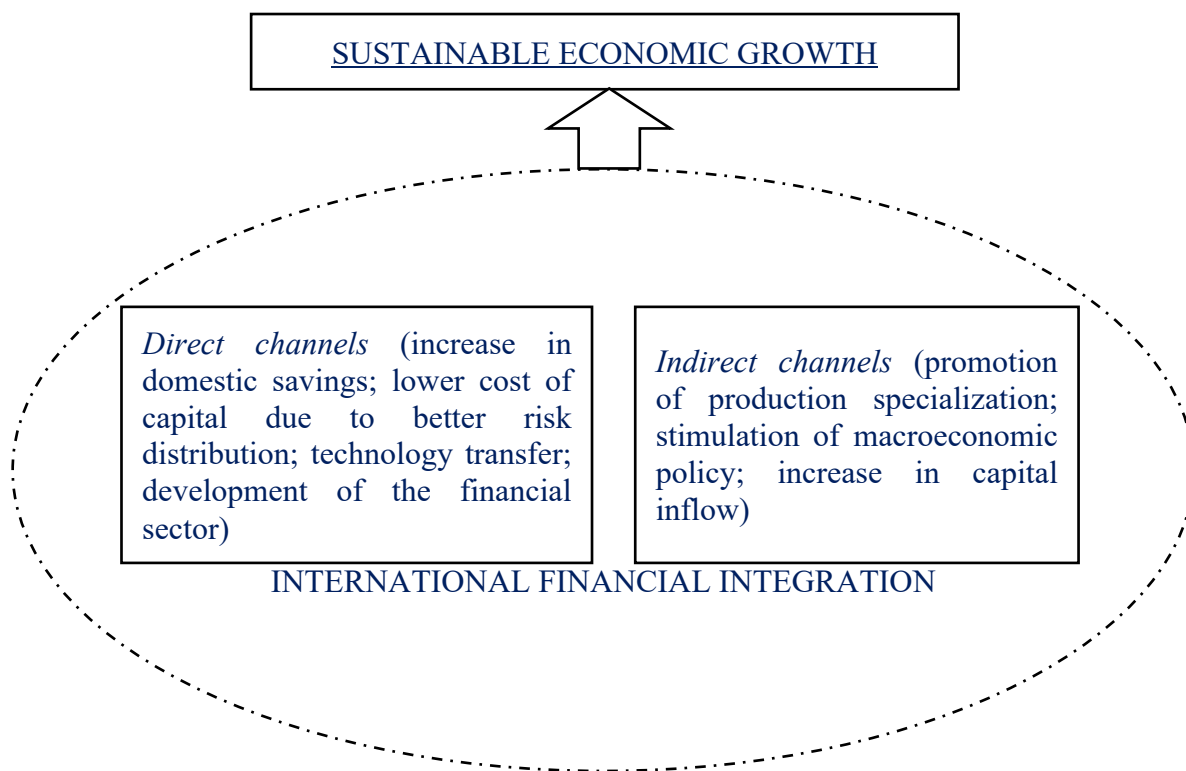 SUSTAINABLE ECONOMIC GROWTH
Direct channels (increase in
domestic savings; lower cost of
capital due to better risk
distribution; technology transfer;
development of the financial
sector)
Indirect channels (promotion
of production specialization;
stimulation of macroeconomic
policy; increase in capital
inflow)
INTERNATIONAL FINANCIAL INTEGRATION